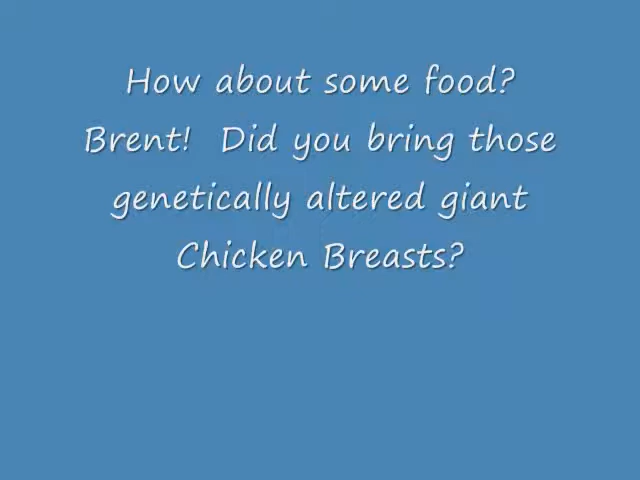 How about some food?
Brent!  Did you bring those
genetically altered giant
Chicken Breasts?